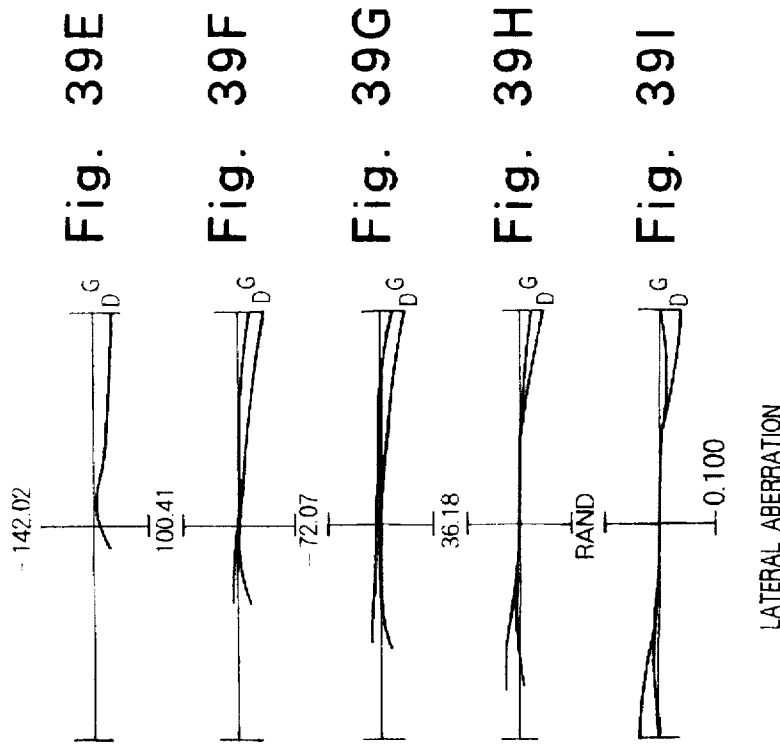 -142.02
D G
Fig. 39E
100.41
D G
Fig. 39F
-72.07
D G
Fig. 39G
36.18
D G
Fig. 39H
RAND
D G
Fig. 39I
0.100
LATERAL ABERRATION